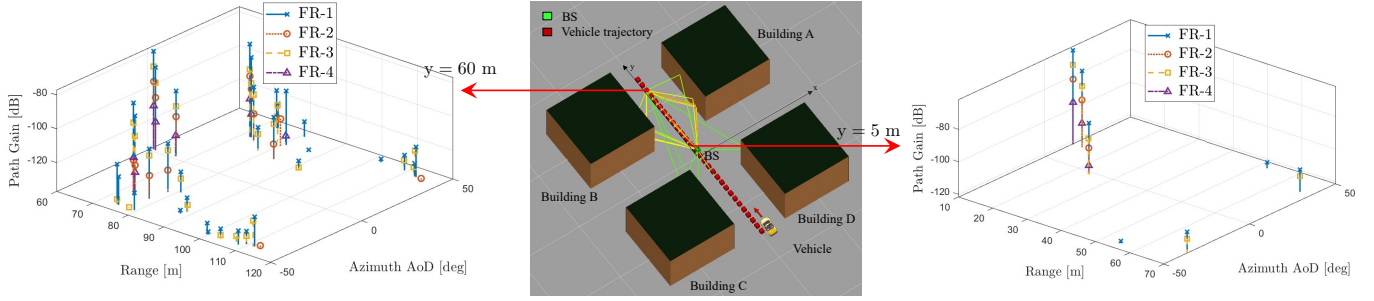 FR-1
FR-2
FR-3
FR-4
-80
-100
-120
Path Gain [dB]
60
70
80
90
100
110
120
Range [m]
-50
0
50
Azimuth AoD [deg]
y = 60 m
BS
Vehicle trajectory
Building A
y
x
BS
Building B
Building D
Vehicle
Building C
y = 5 m
FR-1
FR-2
FR-3
FR-4
-80
-100
-120
Path Gain [dB]
10
20
30
40
50
60
70
Range [m]
-50
0
50
Azimuth AoD [deg]